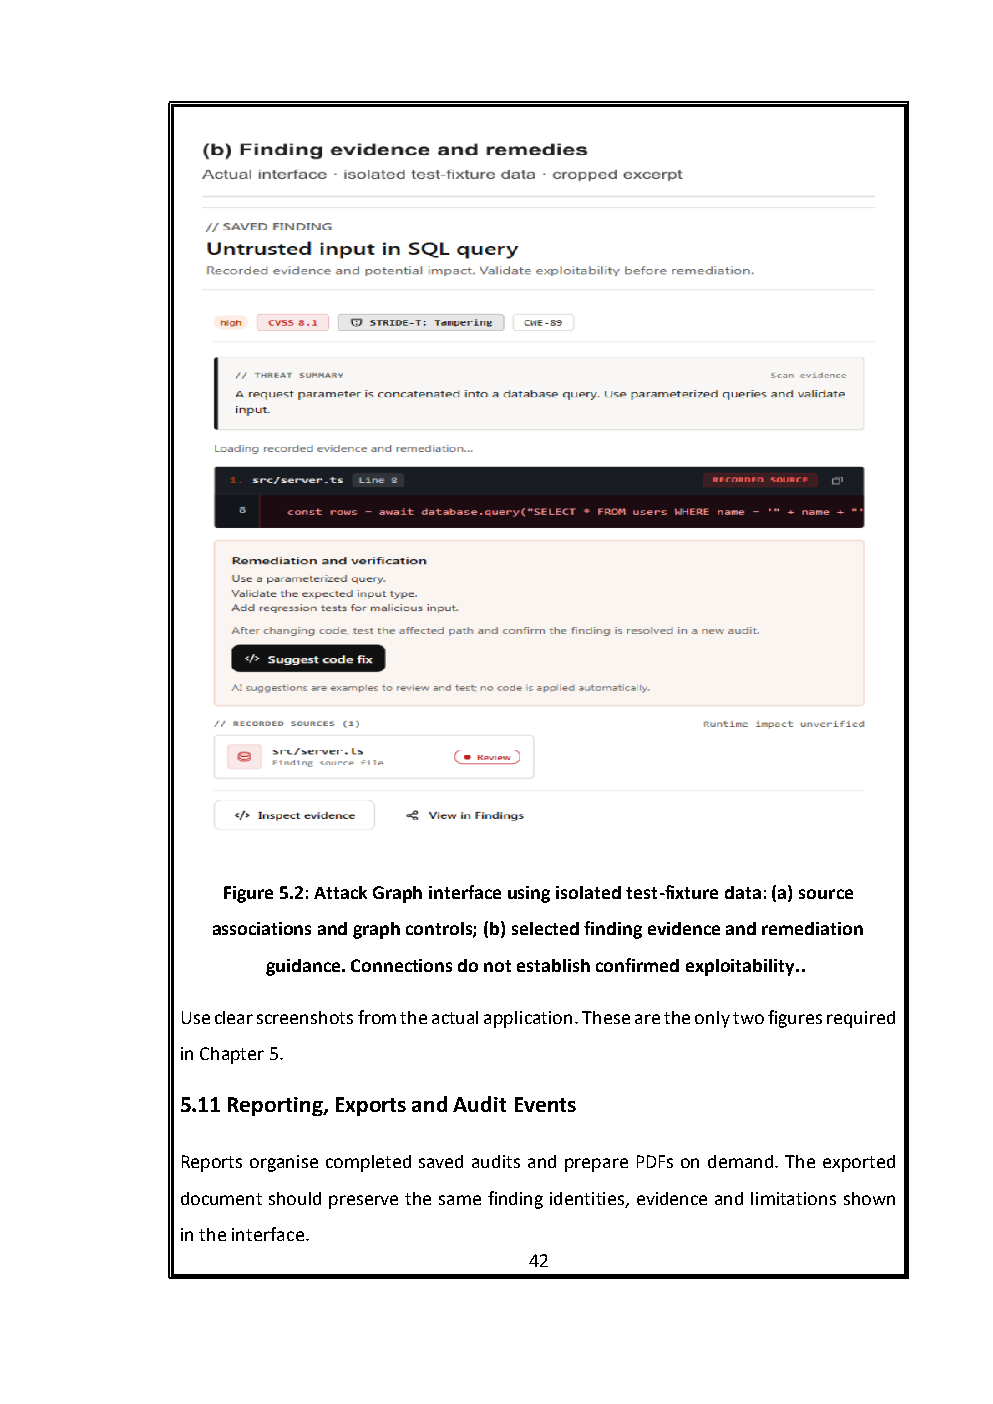 (b) Finding evidence and remedies
Actual interface · isolated test-fixture data · cropped excerpt
// SAVED FINDING
Untrusted input in SQL query
Recorded evidence and potential impact. Validate exploitability before remediation.
high CVSS 8.1 STRIDE-T: Tampering CWE-89
// THREAT SUMMARY Scan evidence
A request parameter is concatenated into a database query. Use parameterized queries and validate
input.
Loading recorded evidence and remediation...
1. src/server.ts Line 8 RECORDED SOURCE
8 const rows = await database.query("SELECT * FROM users WHERE name = '" + name + "'
Remediation and verification
Use a parameterized query.
Validate the expected input type.
Add regression tests for malicious input.
After changing code, test the affected path and confirm the finding is resolved in a new audit.
</> Suggest code fix
AI suggestions are examples to review and test; no code is applied automatically.
// RECORDED SOURCES (1) Runtime impact unverified
src/server.ts
Finding source file
Review
</> Inspect evidence View in Findings
Figure 5.2: Attack Graph interface using isolated test-fixture data: (a) source
associations and graph controls; (b) selected finding evidence and remediation
guidance. Connections do not establish confirmed exploitability..
Use clear screenshots from the actual application. These are the only two figures required
in Chapter 5.
5.11 Reporting, Exports and Audit Events
Reports organise completed saved audits and prepare PDFs on demand. The exported
document should preserve the same finding identities, evidence and limitations shown
in the interface.
42